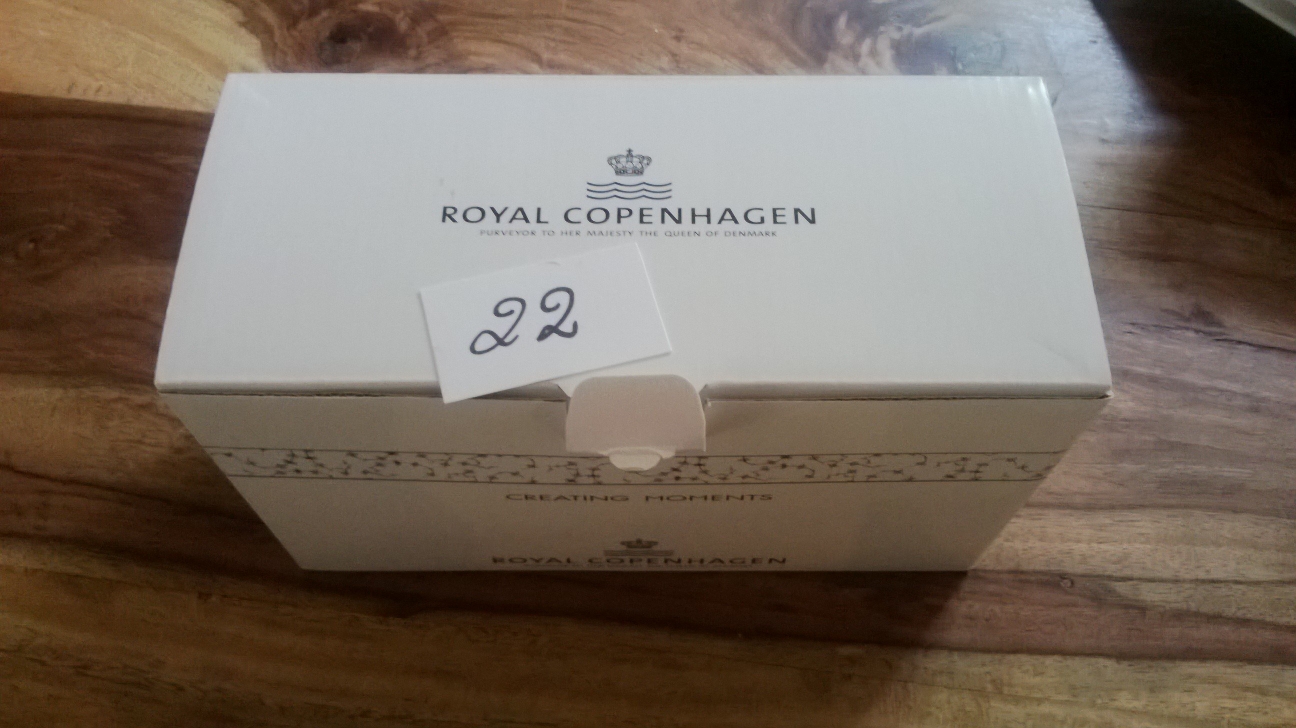 ROYAL COPENHAGEN
PURVEYOR TO HER MAJESTY THE QUEEN OF DENMARK
22
CREATING MOMENTS
ROYAL COPENHAGEN